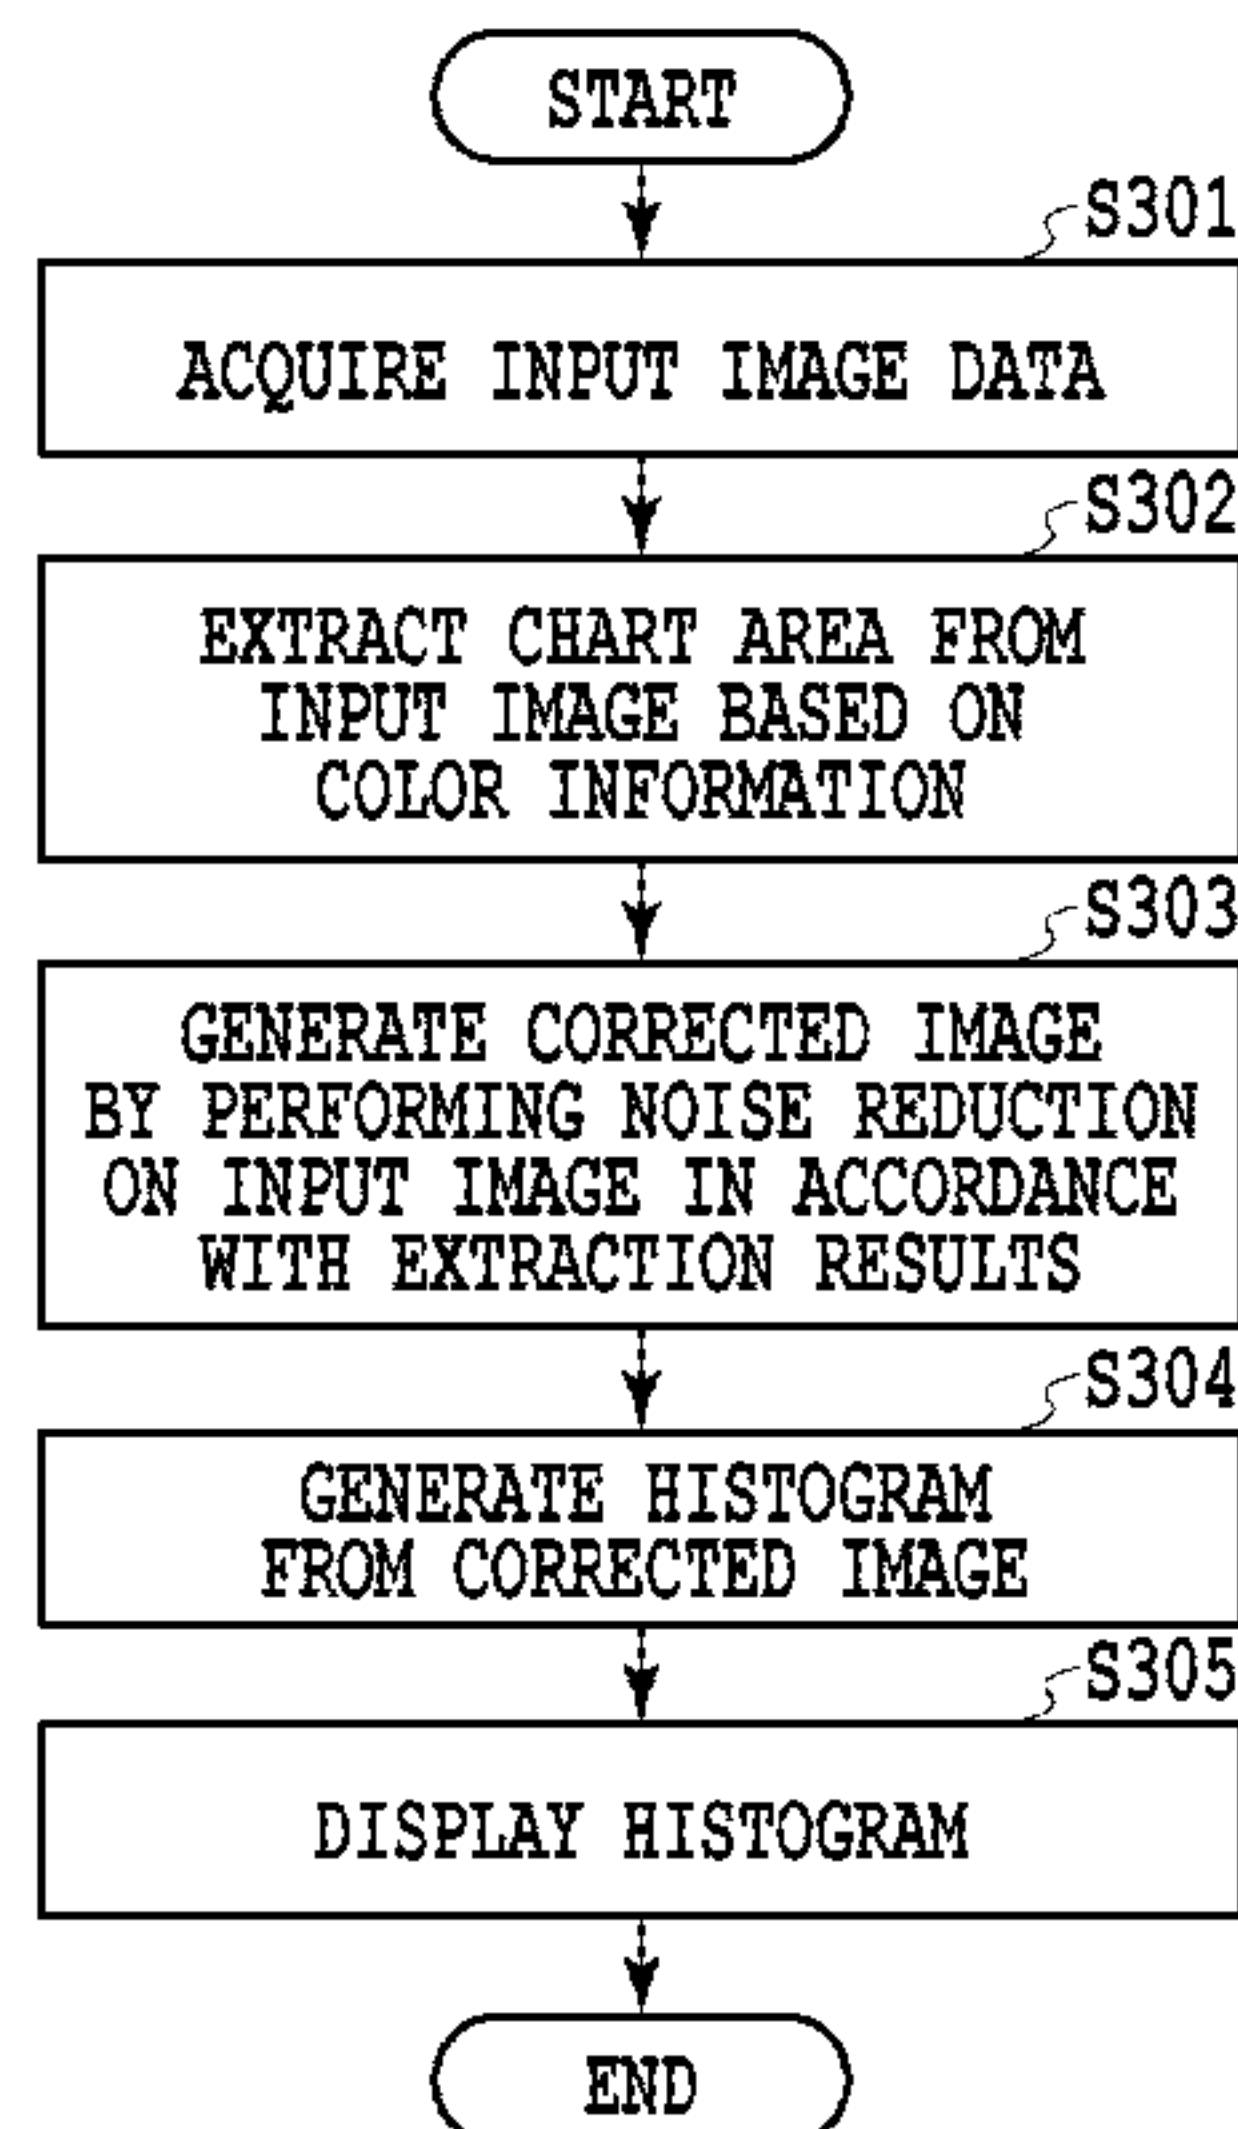 START
S301
ACQUIRE INPUT IMAGE DATA
S302
EXTRACT CHART AREA FROM
INPUT IMAGE BASED ON
COLOR INFORMATION
S303
GENERATE CORRECTED IMAGE
BY PERFORMING NOISE REDUCTION
ON INPUT IMAGE IN ACCORDANCE
WITH EXTRACTION RESULTS
S304
GENERATE HISTOGRAM
FROM CORRECTED IMAGE
S305
DISPLAY HISTOGRAM
END